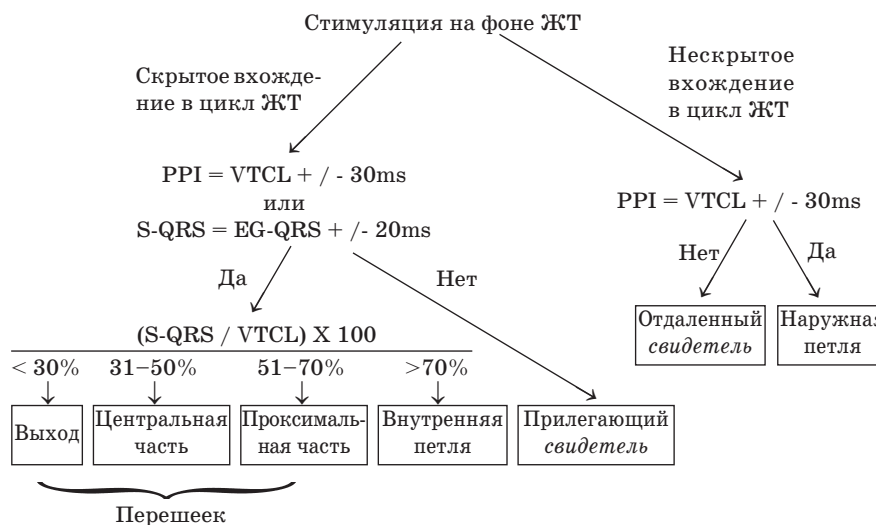 Стимуляция на фоне ЖТ
Скрытое вхожде-
ние в цикл ЖТ
Нескрытое
вхождение
в цикл ЖТ
PPI = VTCL + / - 30ms
или
S-QRS = EG-QRS + /- 20ms
PPI = VTCL + / - 30ms
Да
Нет
Нет
Да
(S-QRS / VTCL) X 100
Отдаленный
свидетель
Наружная
петля
< 30%
31–50%
51–70%
>70%
Выход
Центральная
часть
Проксималь-
ная часть
Внутренняя
петля
Прилегающий
свидетель
Перешеек